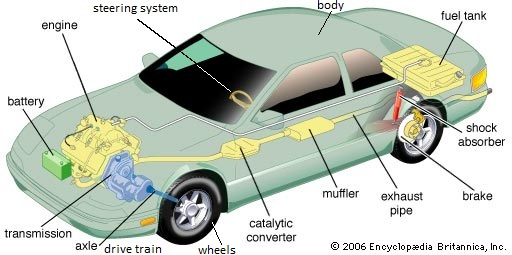 steering system
body
fuel tank
engine
battery
shock
absorber
muffler
exhaust
pipe
brake
catalytic
converter
transmission
axle
drive train
wheels
© 2006 Encyclopædia Britannica, Inc.